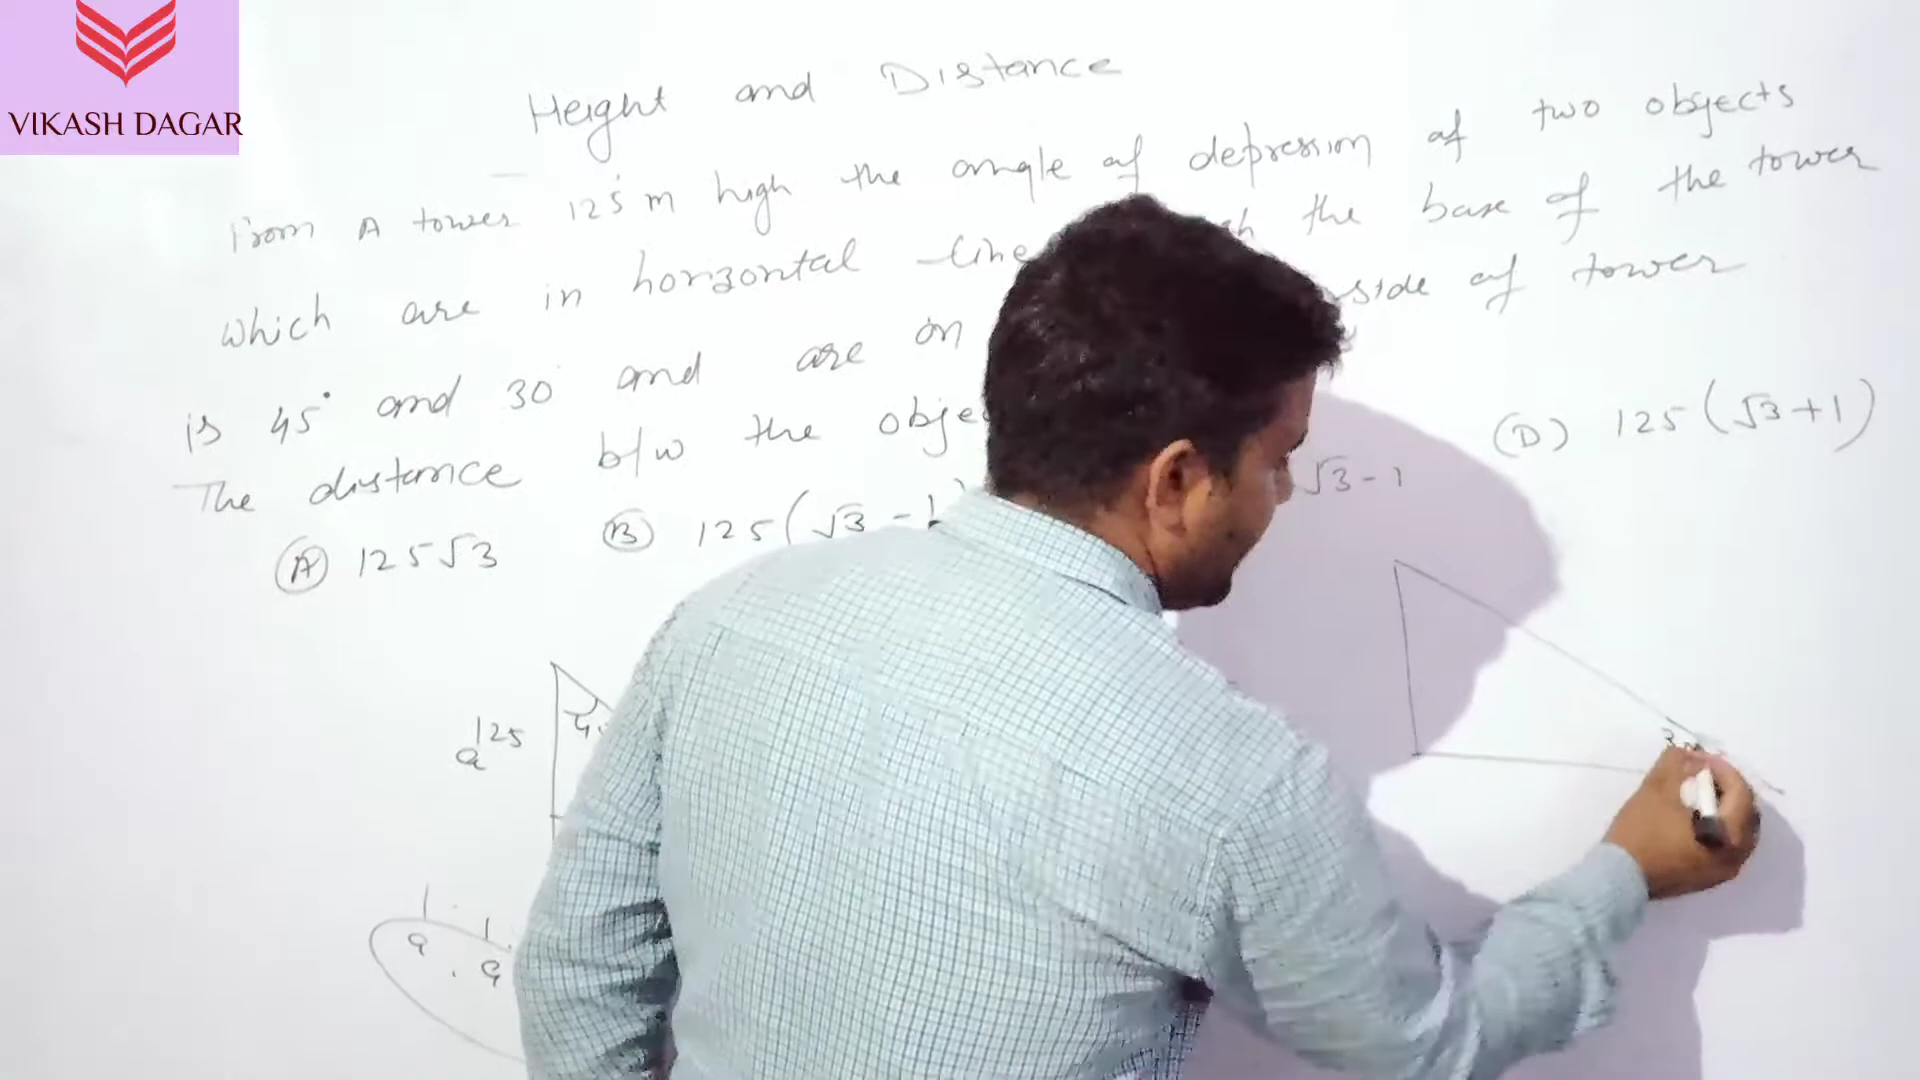 VIKASH DAGAR
Height and Distance
From A tower 125 m high the angle of depression of two objects
which are in horizontal line the base of the tower
is 45° and 30° and are on side of tower
The distance b/w the
(A) 125√3 (B) 125(√3 - 1 √3 - 1 (D) 125(√3+1)
125
a
1 1
a a